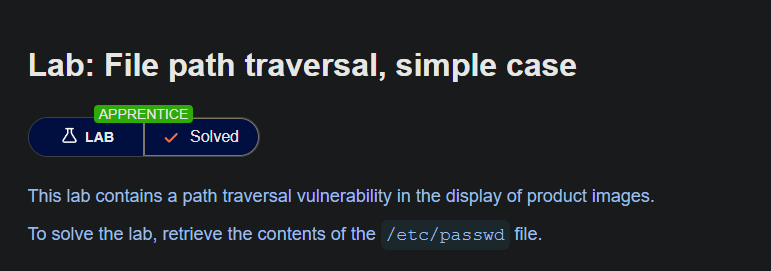 Lab: File path traversal, simple case
APPRENTICE
LAB Solved
This lab contains a path traversal vulnerability in the display of product images.
To solve the lab, retrieve the contents of the /etc/passwd file.